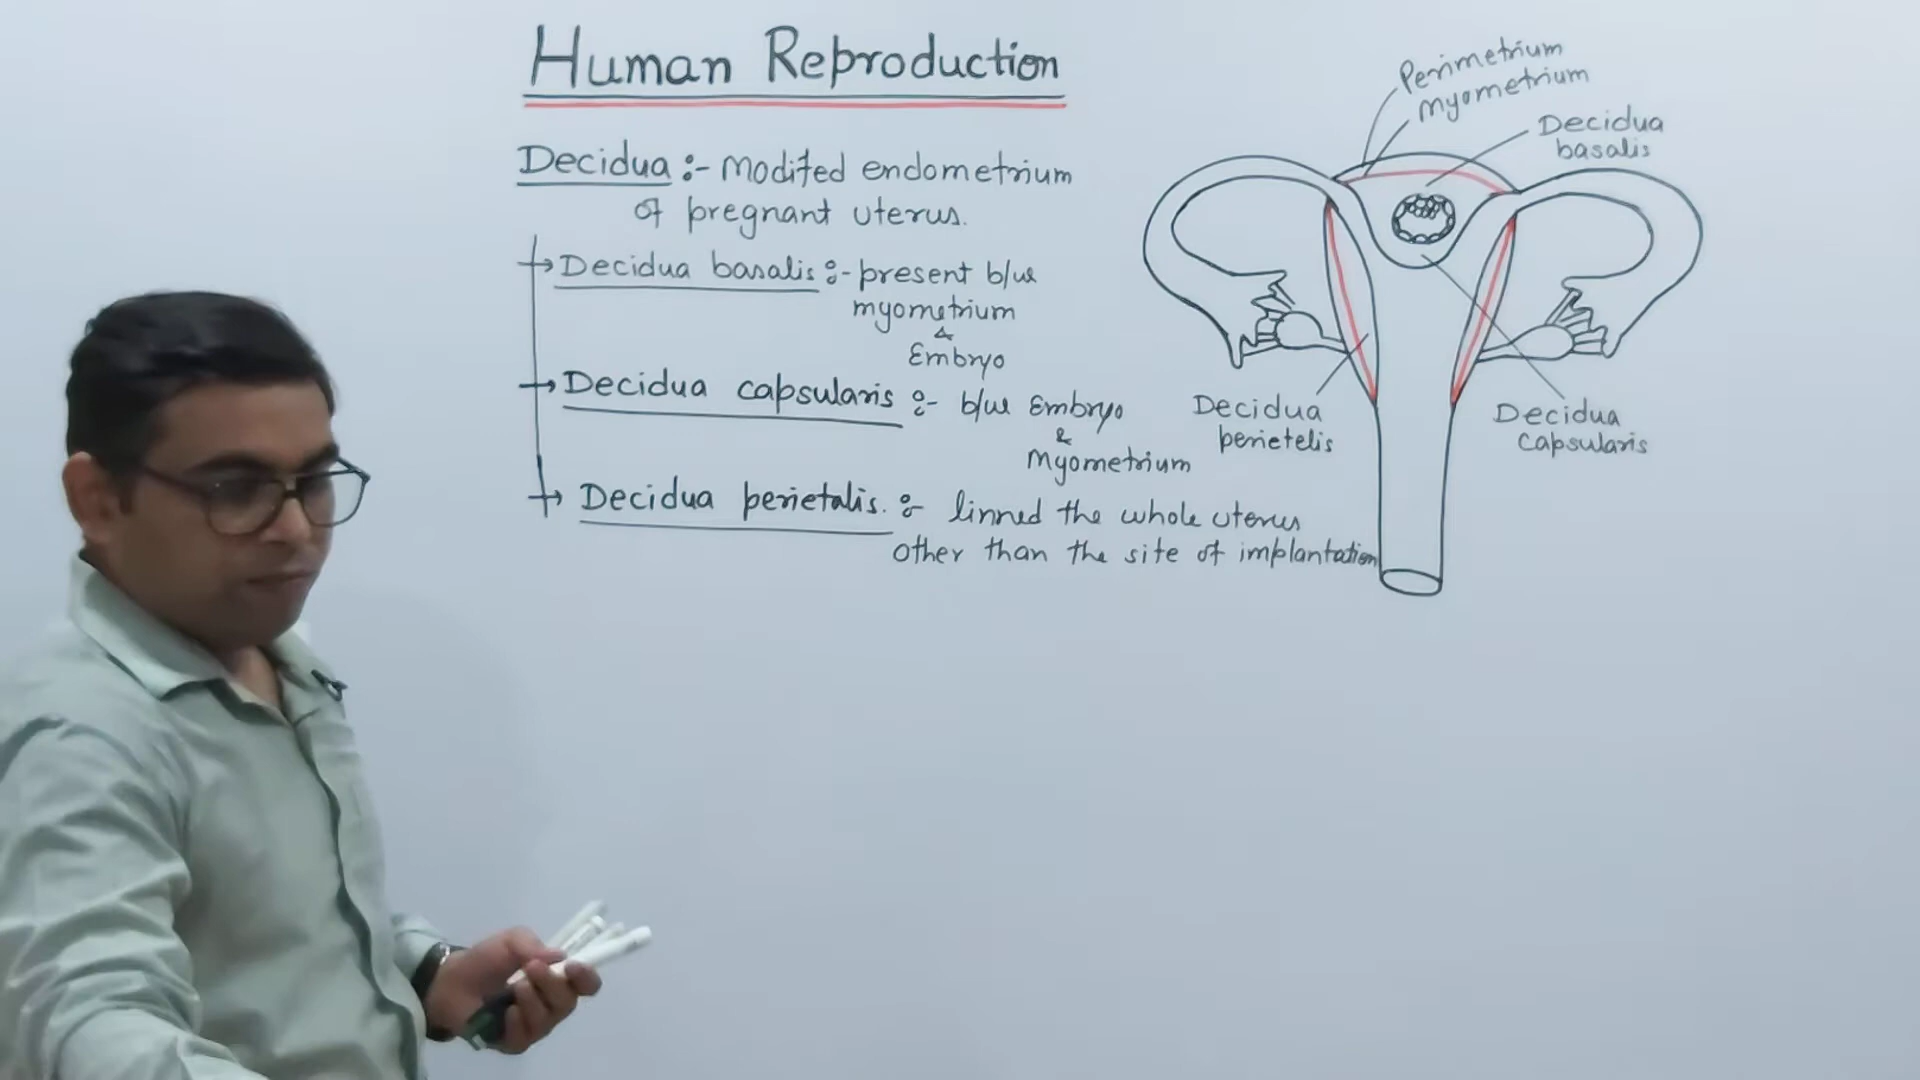 Human Reproduction
Decidua :- Modifed endometrium
of pregnant uterus.
Decidua basalis :- present b/w
myometrium
&
Embryo
Decidua capsularis :- b/w Embryo
&
Myometrium
Decidua perietalis. :- linned the whole uterus
other than the site of implantation
Perimetrium
myometrium
Decidua
basalis
Decidua
perietelis
Decidua
Capsularis